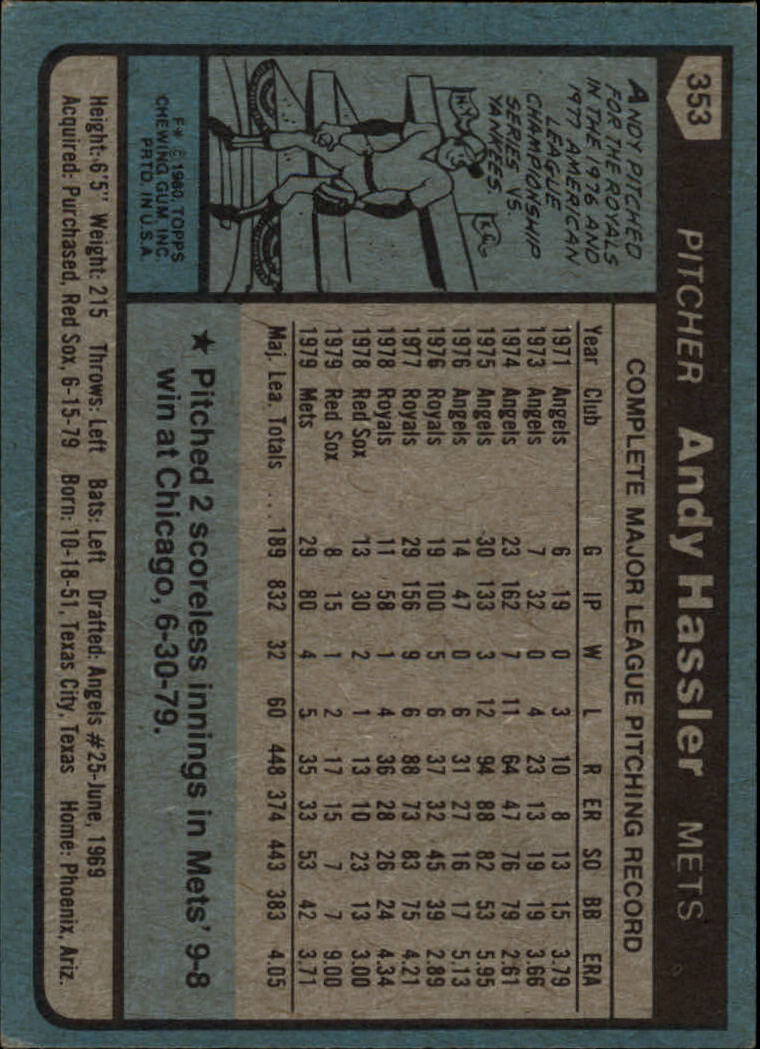 353
PITCHER Andy Hassler METS
ANDY PITCHED
FOR THE ROYALS
IN THE 1976 AND
1977 AMERICAN
LEAGUE
CHAMPIONSHIP
SERIES VS.
YANKEES.
N.Y.
K.C.
F* © 1980 TOPPS
CHEWING GUM, INC.
PRTD. IN U.S.A.
COMPLETE MAJOR LEAGUE PITCHING RECORD
Year Club G IP W L R ER SO BB ERA
1971 Angels 6 19 0 3 10 8 13 15 3.79
1973 Angels 7 32 0 4 23 13 19 19 3.66
1974 Angels 23 162 7 11 64 47 76 79 2.61
1975 Angels 30 133 3 12 94 88 82 53 5.95
1976 Angels 14 47 0 6 31 27 16 17 5.13
1976 Royals 19 100 5 6 37 32 45 39 2.89
1977 Royals 29 156 9 6 88 73 83 75 4.21
1978 Royals 11 58 1 4 36 28 26 24 4.34
1978 Red Sox 13 30 2 1 13 10 23 13 3.00
1979 Red Sox 8 15 1 2 17 15 7 7 9.00
1979 Mets 29 80 4 5 35 33 53 42 3.71
Maj. Lea. Totals ... 189 832 32 60 448 374 443 383 4.05
★ Pitched 2 scoreless innings in Mets' 9-8
win at Chicago, 6-30-79.
Height: 6'5" Weight: 215 Throws: Left Bats: Left Drafted: Angels #25-June, 1969
Acquired: Purchased, Red Sox, 6-15-79 Born: 10-18-51, Texas City, Texas Home: Phoenix, Ariz.